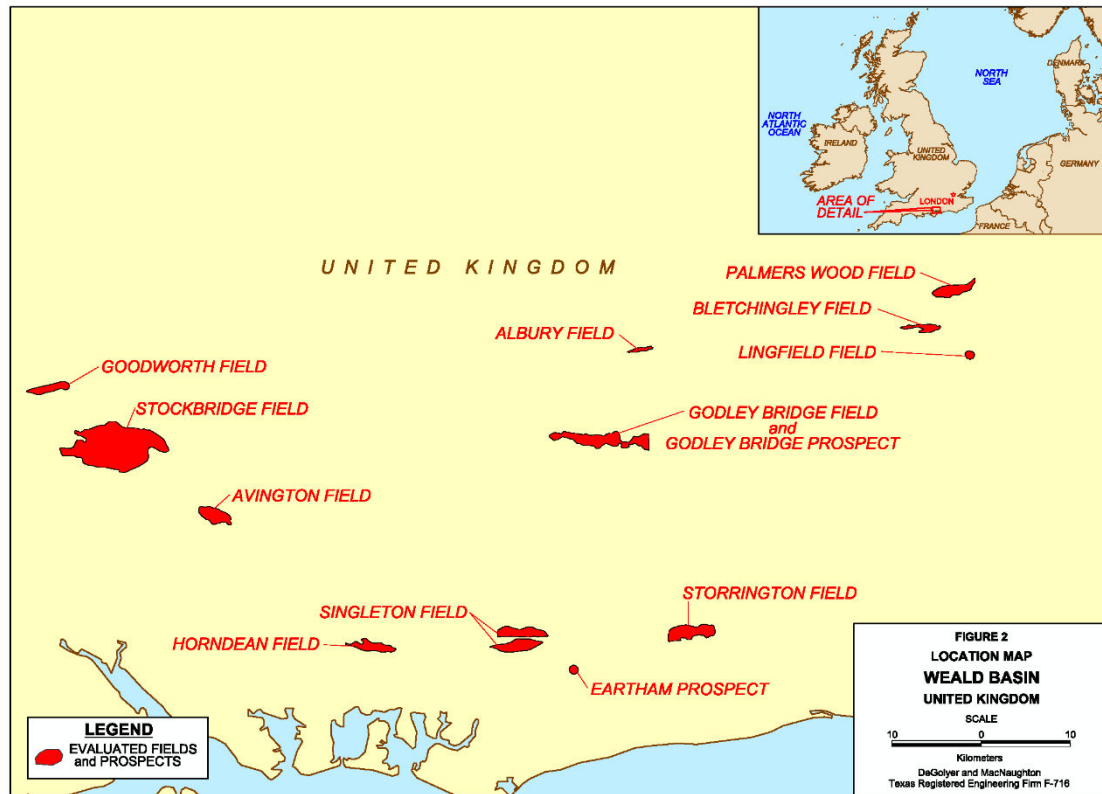 NORTH
SEA
DENMARK
NORTH
ATLANTIC
OCEAN
IRELAND
UNITED
KINGDOM
GERMANY
AREA OF
DETAIL
LONDON
FRANCE
UNITED KINGDOM
PALMERS WOOD FIELD
BLETCHINGLEY FIELD
ALBURY FIELD
LINGFIELD FIELD
GOODWORTH FIELD
STOCKBRIDGE FIELD
GODLEY BRIDGE FIELD
and
GODLEY BRIDGE PROSPECT
AVINGTON FIELD
STORRINGTON FIELD
SINGLETON FIELD
HORNDEAN FIELD
EARTHAM PROSPECT
LEGEND
EVALUATED FIELDS
and PROSPECTS
FIGURE 2
LOCATION MAP
WEALD BASIN
UNITED KINGDOM
SCALE
10 0 10
Kilometers
DeGolyer and MacNaughton
Texas Registered Engineering Firm F-716